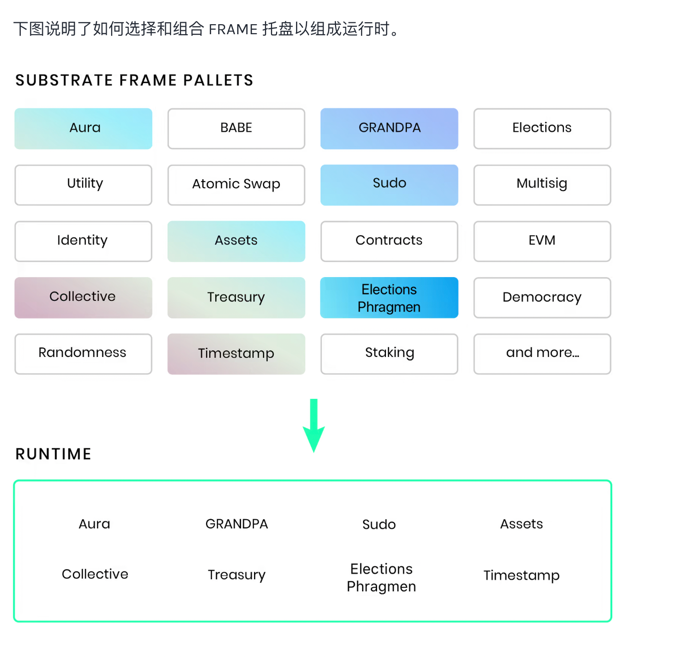 下图说明了如何选择和组合 FRAME 托盘以组成运行时。
SUBSTRATE FRAME PALLETS
Aura
BABE
GRANDPA
Elections
Utility
Atomic Swap
Sudo
Multisig
Identity
Assets
Contracts
EVM
Collective
Treasury
Elections
Phragmen
Democracy
Randomness
Timestamp
Staking
and more...
RUNTIME
Aura
GRANDPA
Sudo
Assets
Collective
Treasury
Elections
Phragmen
Timestamp